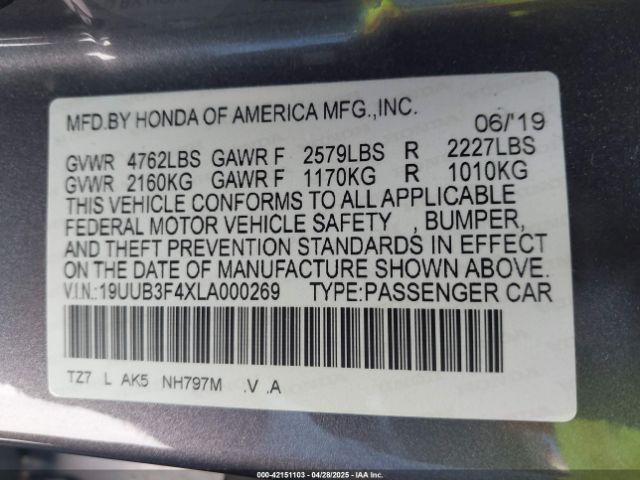 MFD.BY HONDA OF AMERICA MFG.,INC. 06/'19
GVWR 4762LBS GAWR F 2579LBS R 2227LBS
GVWR 2160KG GAWR F 1170KG R 1010KG
THIS VEHICLE CONFORMS TO ALL APPLICABLE
FEDERAL MOTOR VEHICLE SAFETY , BUMPER,
AND THEFT PREVENTION STANDARDS IN EFFECT
ON THE DATE OF MANUFACTURE SHOWN ABOVE.
V.I.N.:19UUB3F4XLA000269 TYPE:PASSENGER CAR
TZ7 L AK5 NH797M .V .A
000-42151103 - 04/28/2025 - IAAI.COM